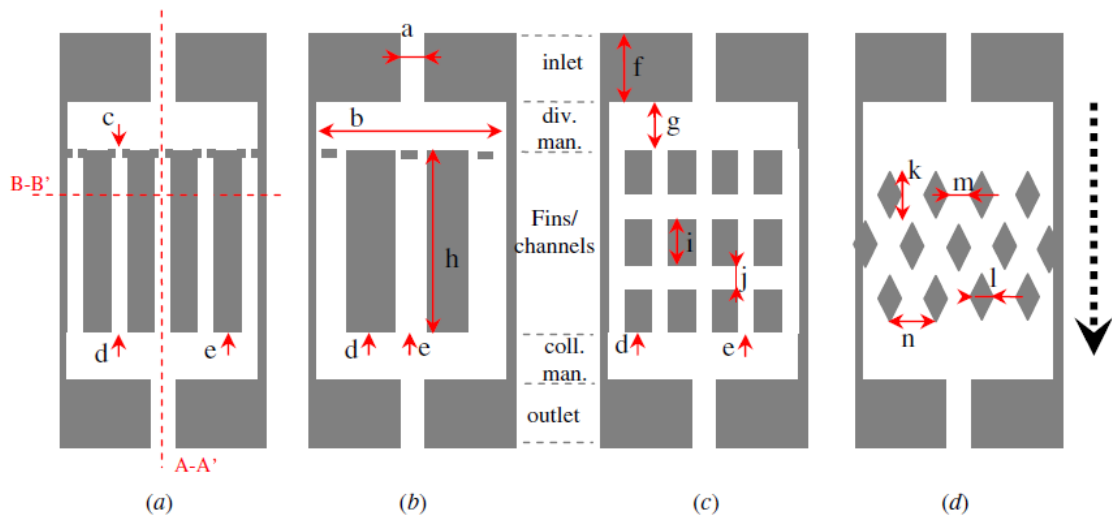 a
inlet
f
c
b
div.
man.
g
B-B’
k
m
Fins/
channels
h
i
j
l
d
e
d
e
d
e
n
coll.
man.
outlet
A-A’
(a)
(b)
(c)
(d)